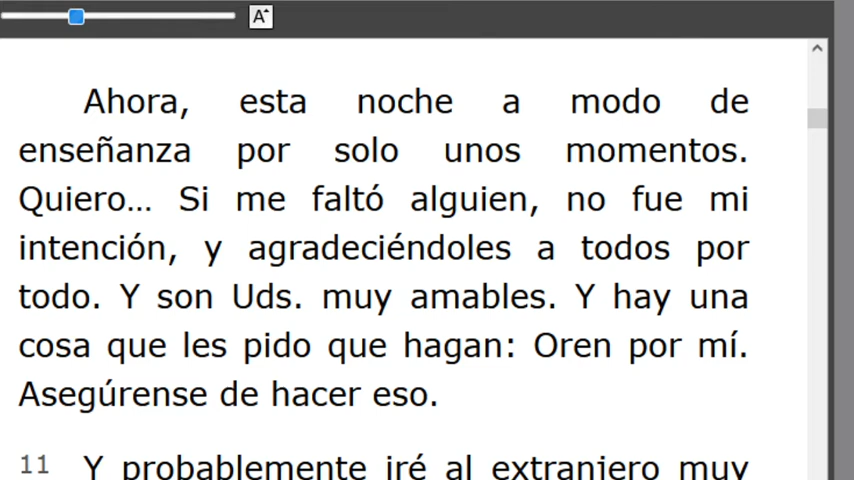 A
Ahora, esta noche a modo de
enseñanza por solo unos momentos.
Quiero... Si me faltó alguien, no fue mi
intención, y agradeciéndoles a todos por
todo. Y son Uds. muy amables. Y hay una
cosa que les pido que hagan: Oren por mí.
Asegúrense de hacer eso.
11 Y probablemente iré al extranjero muy